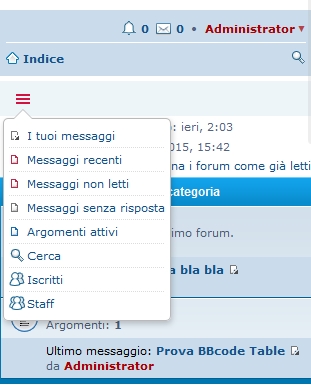 0 0 • Administrator
Indice
: ieri, 2:03
015, 15:42
na i forum come già letti
I tuoi messaggi
Messaggi recenti
Messaggi non letti
Messaggi senza risposta
Argomenti attivi
Cerca
Iscritti
Staff
categoria
imo forum.
a bla bla
Argomenti: 1
Ultimo messaggio: Prova BBcode Table
da Administrator